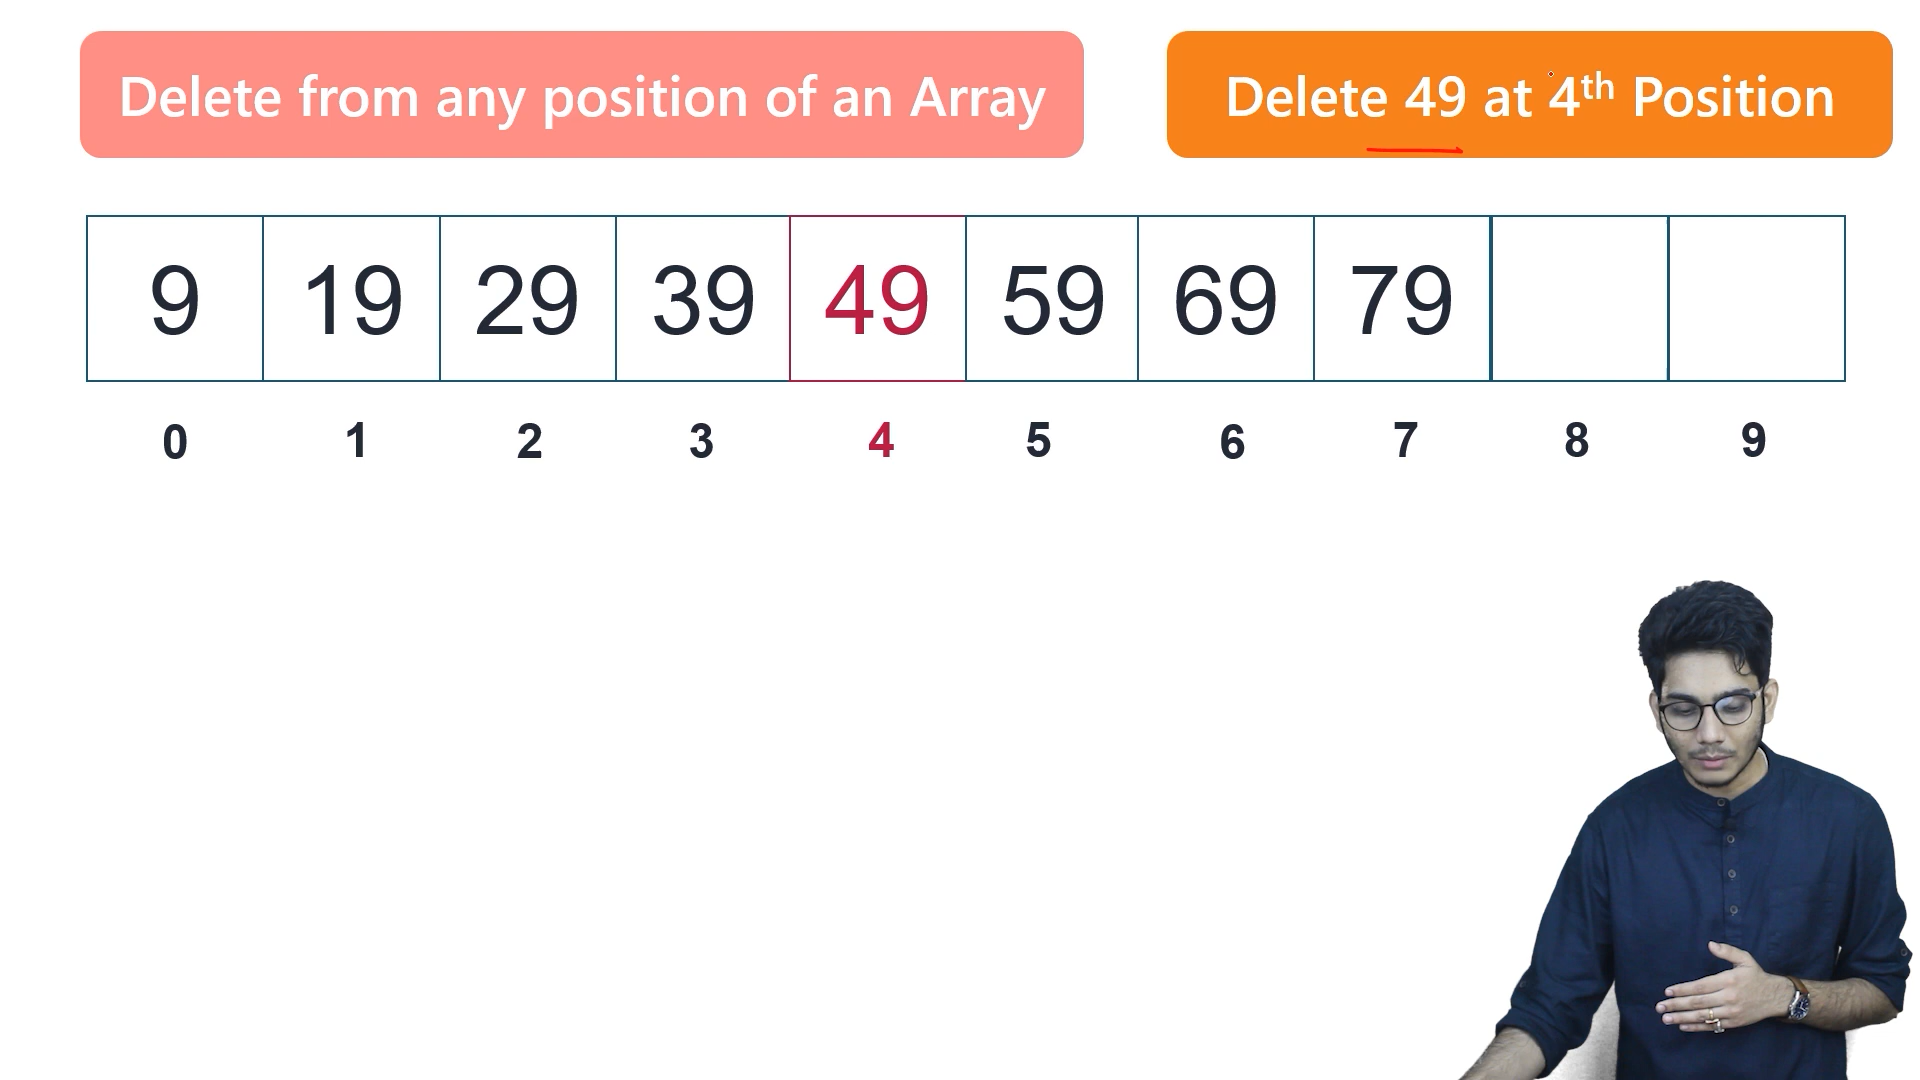 Delete from any position of an Array
Delete 49 at 4th Position
9 19 29 39 49 59 69 79
0 1 2 3 4 5 6 7 8 9